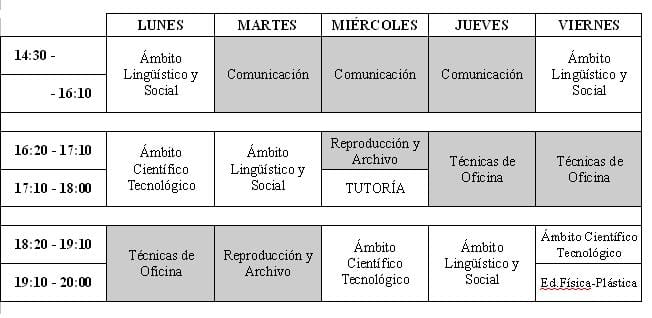 LUNES MARTES MIÉRCOLES JUEVES VIERNES
14:30 -
- 16:10
Ámbito
Lingüístico y
Social
Comunicación
Comunicación
Comunicación
Ámbito
Lingüístico y
Social
16:20 - 17:10
17:10 - 18:00
Ámbito
Científico
Tecnológico
Ámbito
Lingüístico y
Social
Reproducción y
Archivo
TUTORÍA
Técnicas de
Oficina
Técnicas de
Oficina
18:20 - 19:10
19:10 - 20:00
Técnicas de
Oficina
Reproducción y
Archivo
Ámbito
Científico
Tecnológico
Ámbito
Lingüístico y
Social
Ámbito Científico
Tecnológico
Ed.Física-Plástica